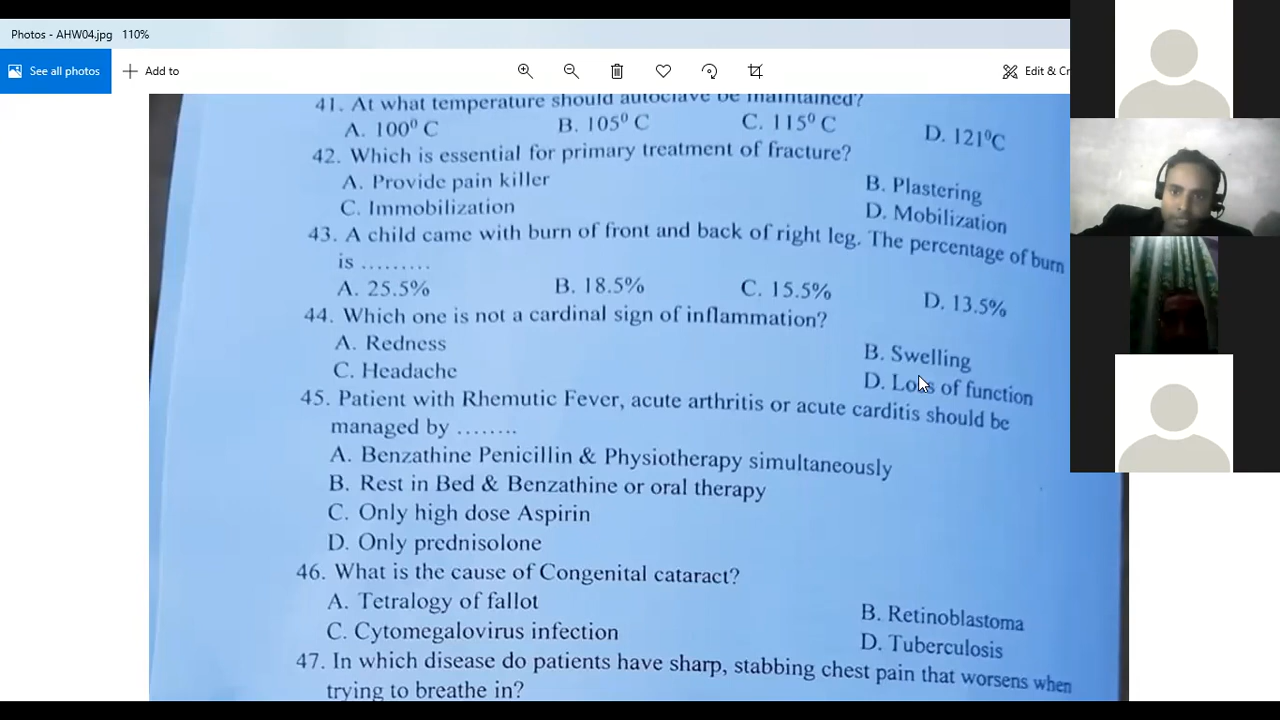 Photos - AHW04.jpg 110%
See all photos
Add to
Edit & Cr
41. At what temperature should autoclave be maintained?
A. 100⁰ C B. 105⁰ C C. 115⁰ C D. 121⁰C
42. Which is essential for primary treatment of fracture?
A. Provide pain killer B. Plastering
C. Immobilization D. Mobilization
43. A child came with burn of front and back of right leg. The percentage of burn
is .........
A. 25.5% B. 18.5% C. 15.5% D. 13.5%
44. Which one is not a cardinal sign of inflammation?
A. Redness B. Swelling
C. Headache D. Loss of function
45. Patient with Rhemutic Fever, acute arthritis or acute carditis should be
managed by ........
A. Benzathine Penicillin & Physiotherapy simultaneously
B. Rest in Bed & Benzathine or oral therapy
C. Only high dose Aspirin
D. Only prednisolone
46. What is the cause of Congenital cataract?
A. Tetralogy of fallot B. Retinoblastoma
C. Cytomegalovirus infection D. Tuberculosis
47. In which disease do patients have sharp, stabbing chest pain that worsens when
trying to breathe in?